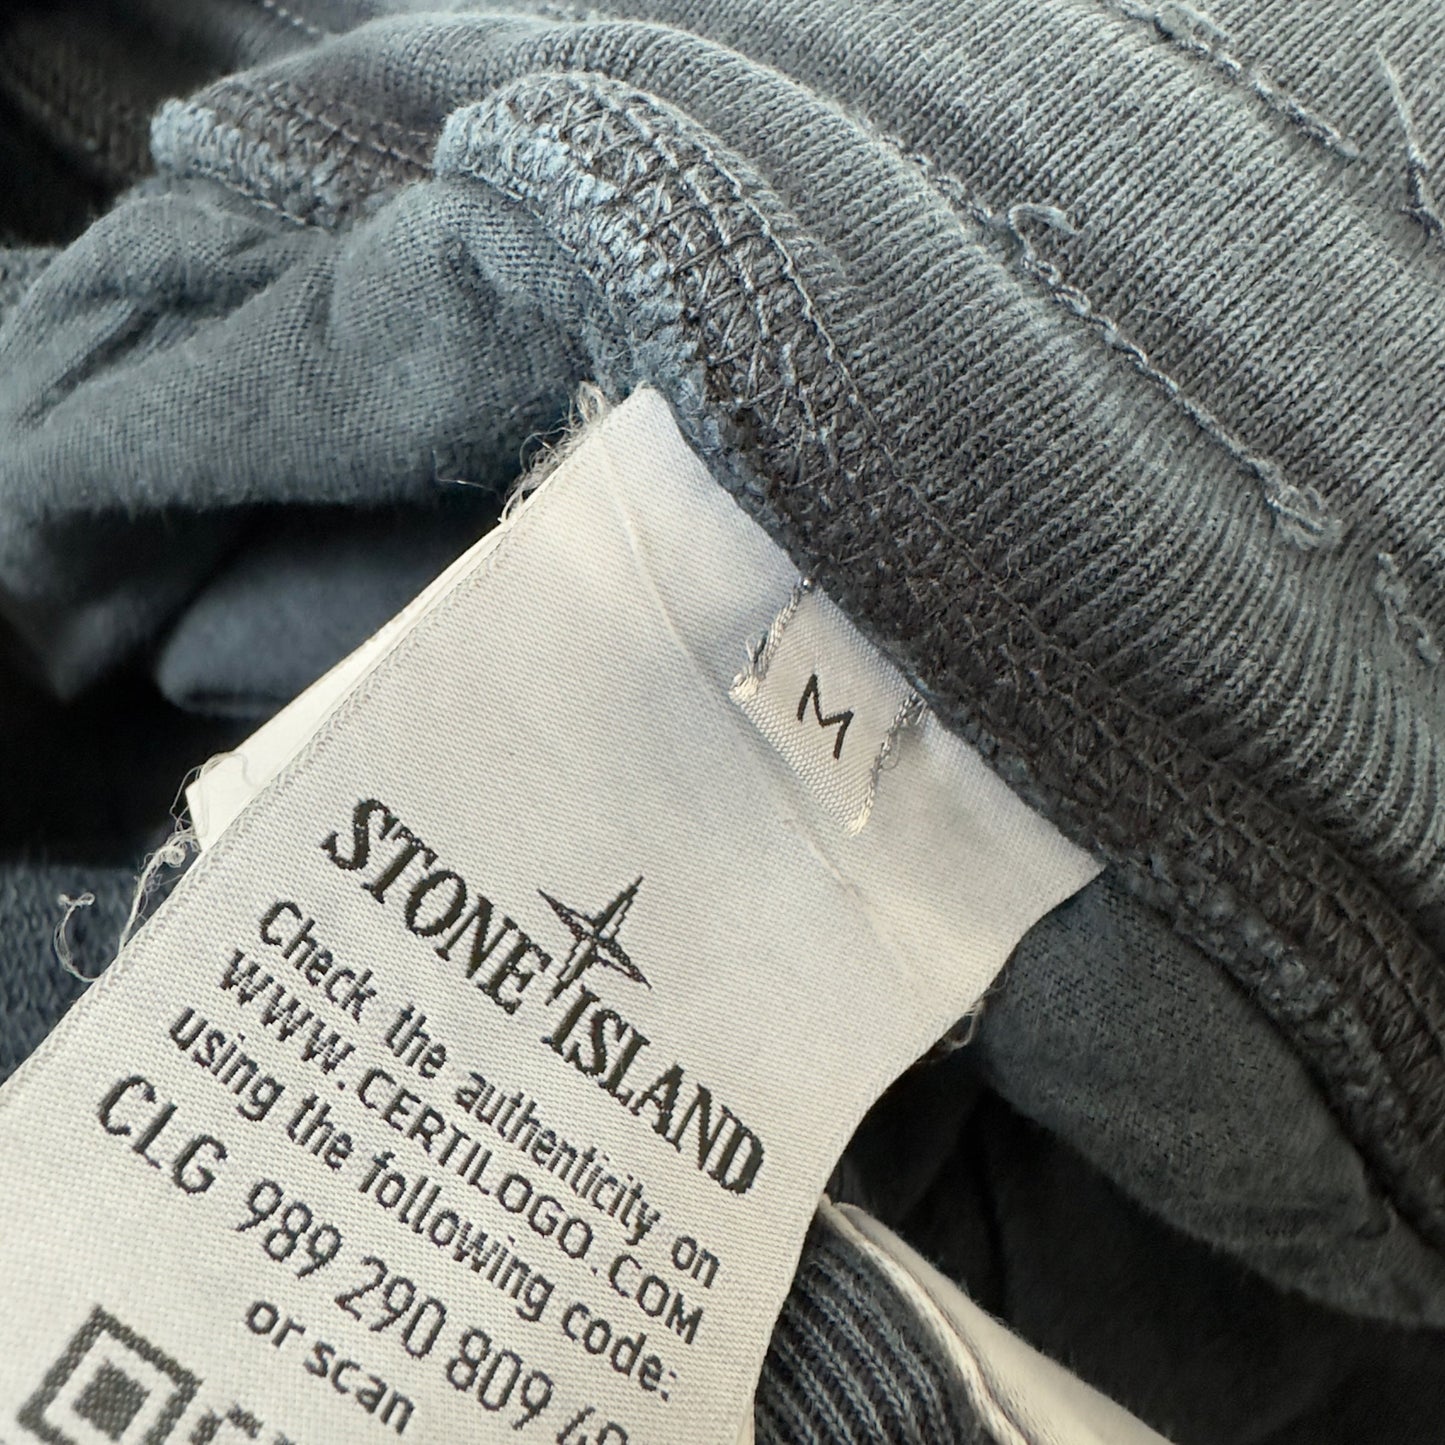 M
STONE ISLAND
Check the authenticity on
WWW.CERTILOGO.COM
using the following code:
CLG 989 290 809
or scan